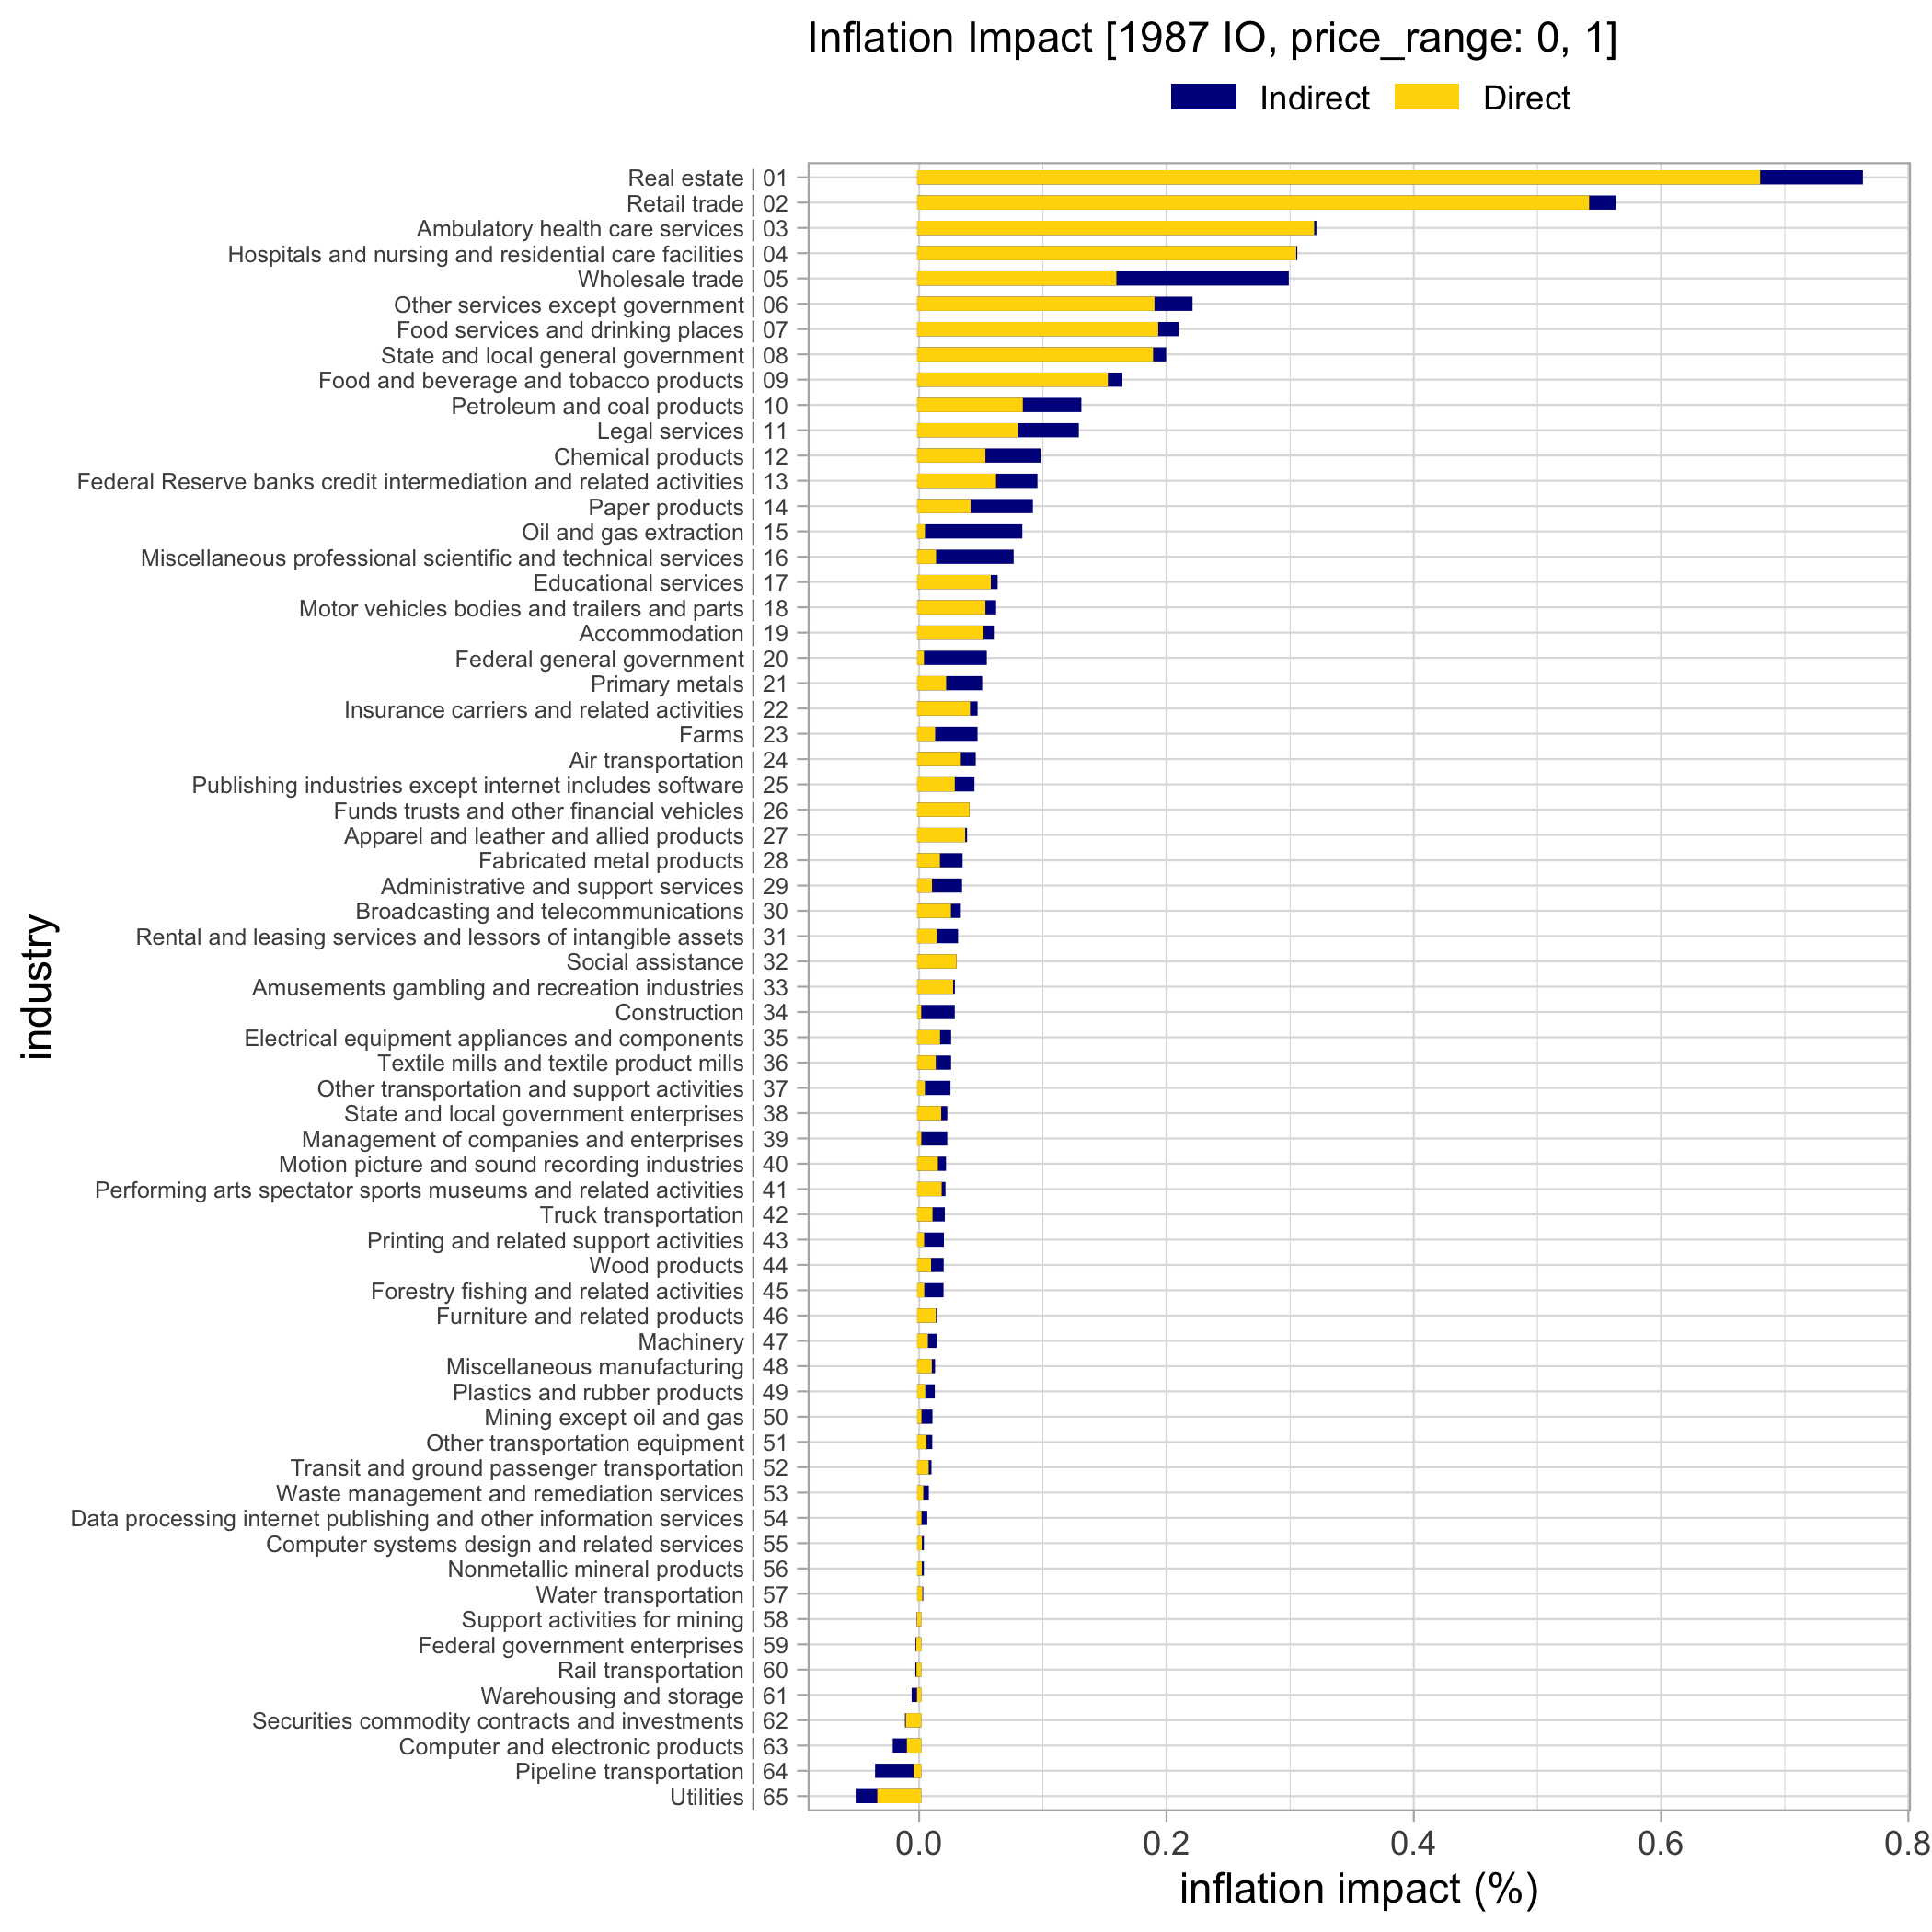 Inflation Impact [1987 IO, price_range: 0, 1]
Indirect Direct
Real estate | 01
Retail trade | 02
Ambulatory health care services | 03
Hospitals and nursing and residential care facilities | 04
Wholesale trade | 05
Other services except government | 06
Food services and drinking places | 07
State and local general government | 08
Food and beverage and tobacco products | 09
Petroleum and coal products | 10
Legal services | 11
Chemical products | 12
Federal Reserve banks credit intermediation and related activities | 13
Paper products | 14
Oil and gas extraction | 15
Miscellaneous professional scientific and technical services | 16
Educational services | 17
Motor vehicles bodies and trailers and parts | 18
Accommodation | 19
Federal general government | 20
Primary metals | 21
Insurance carriers and related activities | 22
Farms | 23
Air transportation | 24
Publishing industries except internet includes software | 25
Funds trusts and other financial vehicles | 26
Apparel and leather and allied products | 27
Fabricated metal products | 28
Administrative and support services | 29
Broadcasting and telecommunications | 30
Rental and leasing services and lessors of intangible assets | 31
Social assistance | 32
Amusements gambling and recreation industries | 33
Construction | 34
Electrical equipment appliances and components | 35
Textile mills and textile product mills | 36
Other transportation and support activities | 37
State and local government enterprises | 38
Management of companies and enterprises | 39
Motion picture and sound recording industries | 40
Performing arts spectator sports museums and related activities | 41
Truck transportation | 42
Printing and related support activities | 43
Wood products | 44
Forestry fishing and related activities | 45
Furniture and related products | 46
Machinery | 47
Miscellaneous manufacturing | 48
Plastics and rubber products | 49
Mining except oil and gas | 50
Other transportation equipment | 51
Transit and ground passenger transportation | 52
Waste management and remediation services | 53
Data processing internet publishing and other information services | 54
Computer systems design and related services | 55
Nonmetallic mineral products | 56
Water transportation | 57
Support activities for mining | 58
Federal government enterprises | 59
Rail transportation | 60
Warehousing and storage | 61
Securities commodity contracts and investments | 62
Computer and electronic products | 63
Pipeline transportation | 64
Utilities | 65
industry
0.0 0.2 0.4 0.6 0.8
inflation impact (%)